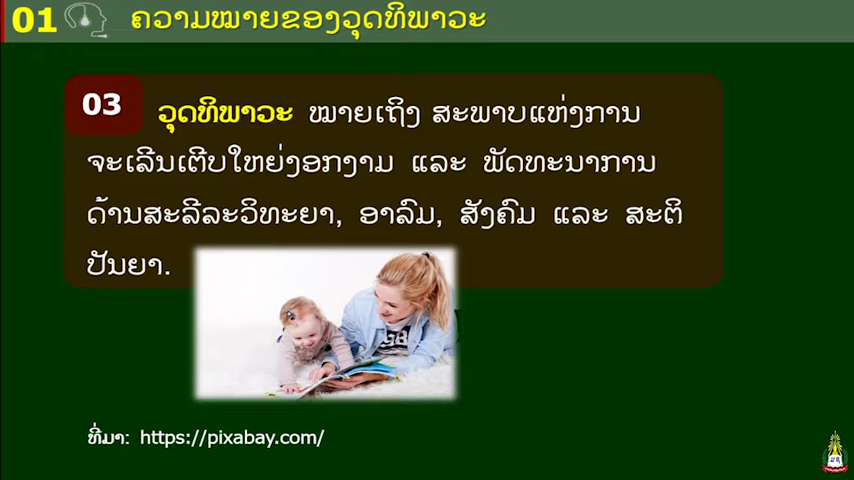 01 ຄວາມໝາຍຂອງວຸດທິພາວະ
03 ວຸດທິພາວະ ໝາຍເຖິງ ສະພາບແຫ່ງການ
ຈະເລີນເຕີບໃຫຍ່ງອກງາມ ແລະ ພັດທະນາການ
ດ້ານສະລີລະວິທະຍາ, ອາລົມ, ສັງຄົມ ແລະ ສະຕິ
ປັນຍາ.
ທີ່ມາ: https://pixabay.com/